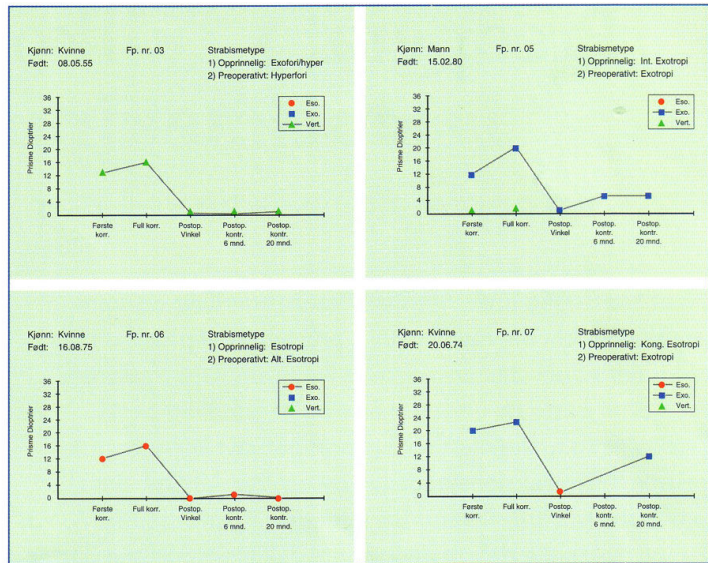 Kjønn: Kvinne Fp. nr. 03 Strabismetype
Født: 08.05.55 1) Opprinnelig: Exofori/hyper
2) Preoperativt: Hyperfori
36
32
28
24
20
16
12
8
4
0
Prisme Dioptrier
Eso.
Exo.
Vert.
Første korr.
Full korr.
Postop. Vinkel
Postop. kontr. 6 mnd.
Postop. kontr. 20 mnd.
Kjønn: Mann Fp. nr. 05 Strabismetype
Født: 15.02.80 1) Opprinnelig: Int. Exotropi
2) Preoperativt: Exotropi
36
32
28
24
20
16
12
8
4
0
Prisme Dioptrier
Eso.
Exo.
Vert.
Første korr.
Full korr.
Postop. Vinkel
Postop. kontr. 6 mnd.
Postop. kontr. 20 mnd.
Kjønn: Kvinne Fp. nr. 06 Strabismetype
Født: 16.08.75 1) Opprinnelig: Esotropi
2) Preoperativt: Alt. Esotropi
36
32
28
24
20
16
12
8
4
0
Prisme Dioptrier
Eso.
Exo.
Vert.
Første korr.
Full korr.
Postop. Vinkel
Postop. kontr. 6 mnd.
Postop. kontr. 20 mnd.
Kjønn: Kvinne Fp. nr. 07 Strabismetype
Født: 20.06.74 1) Opprinnelig: Kong. Esotropi
2) Preoperativt: Exotropi
36
32
28
24
20
16
12
8
4
0
Prisme Dioptrier
Eso.
Exo.
Vert.
Første korr.
Full korr.
Postop. Vinkel
Postop. kontr. 6 mnd.
Postop. kontr. 20 mnd.